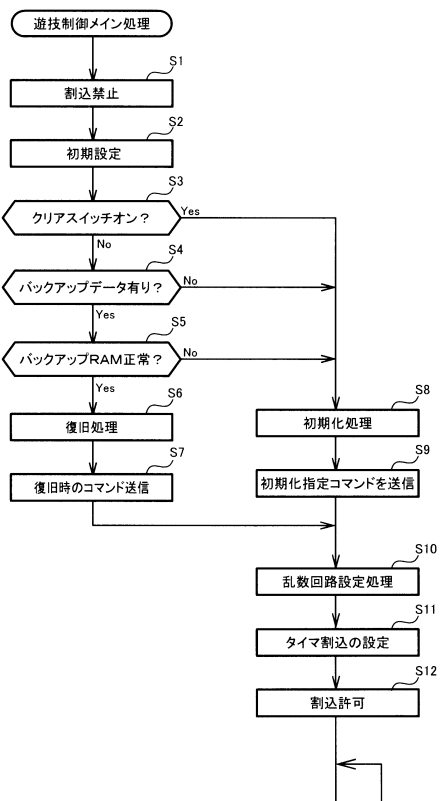 遊技制御メイン処理
S1
割込禁止
S2
初期設定
S3
クリアスイッチオン?
Yes
No
S4
バックアップデータ有り?
No
Yes
S5
バックアップRAM正常?
No
Yes
S6
復旧処理
S7
復旧時のコマンド送信
S8
初期化処理
S9
初期化指定コマンドを送信
S10
乱数回路設定処理
S11
タイマ割込の設定
S12
割込許可